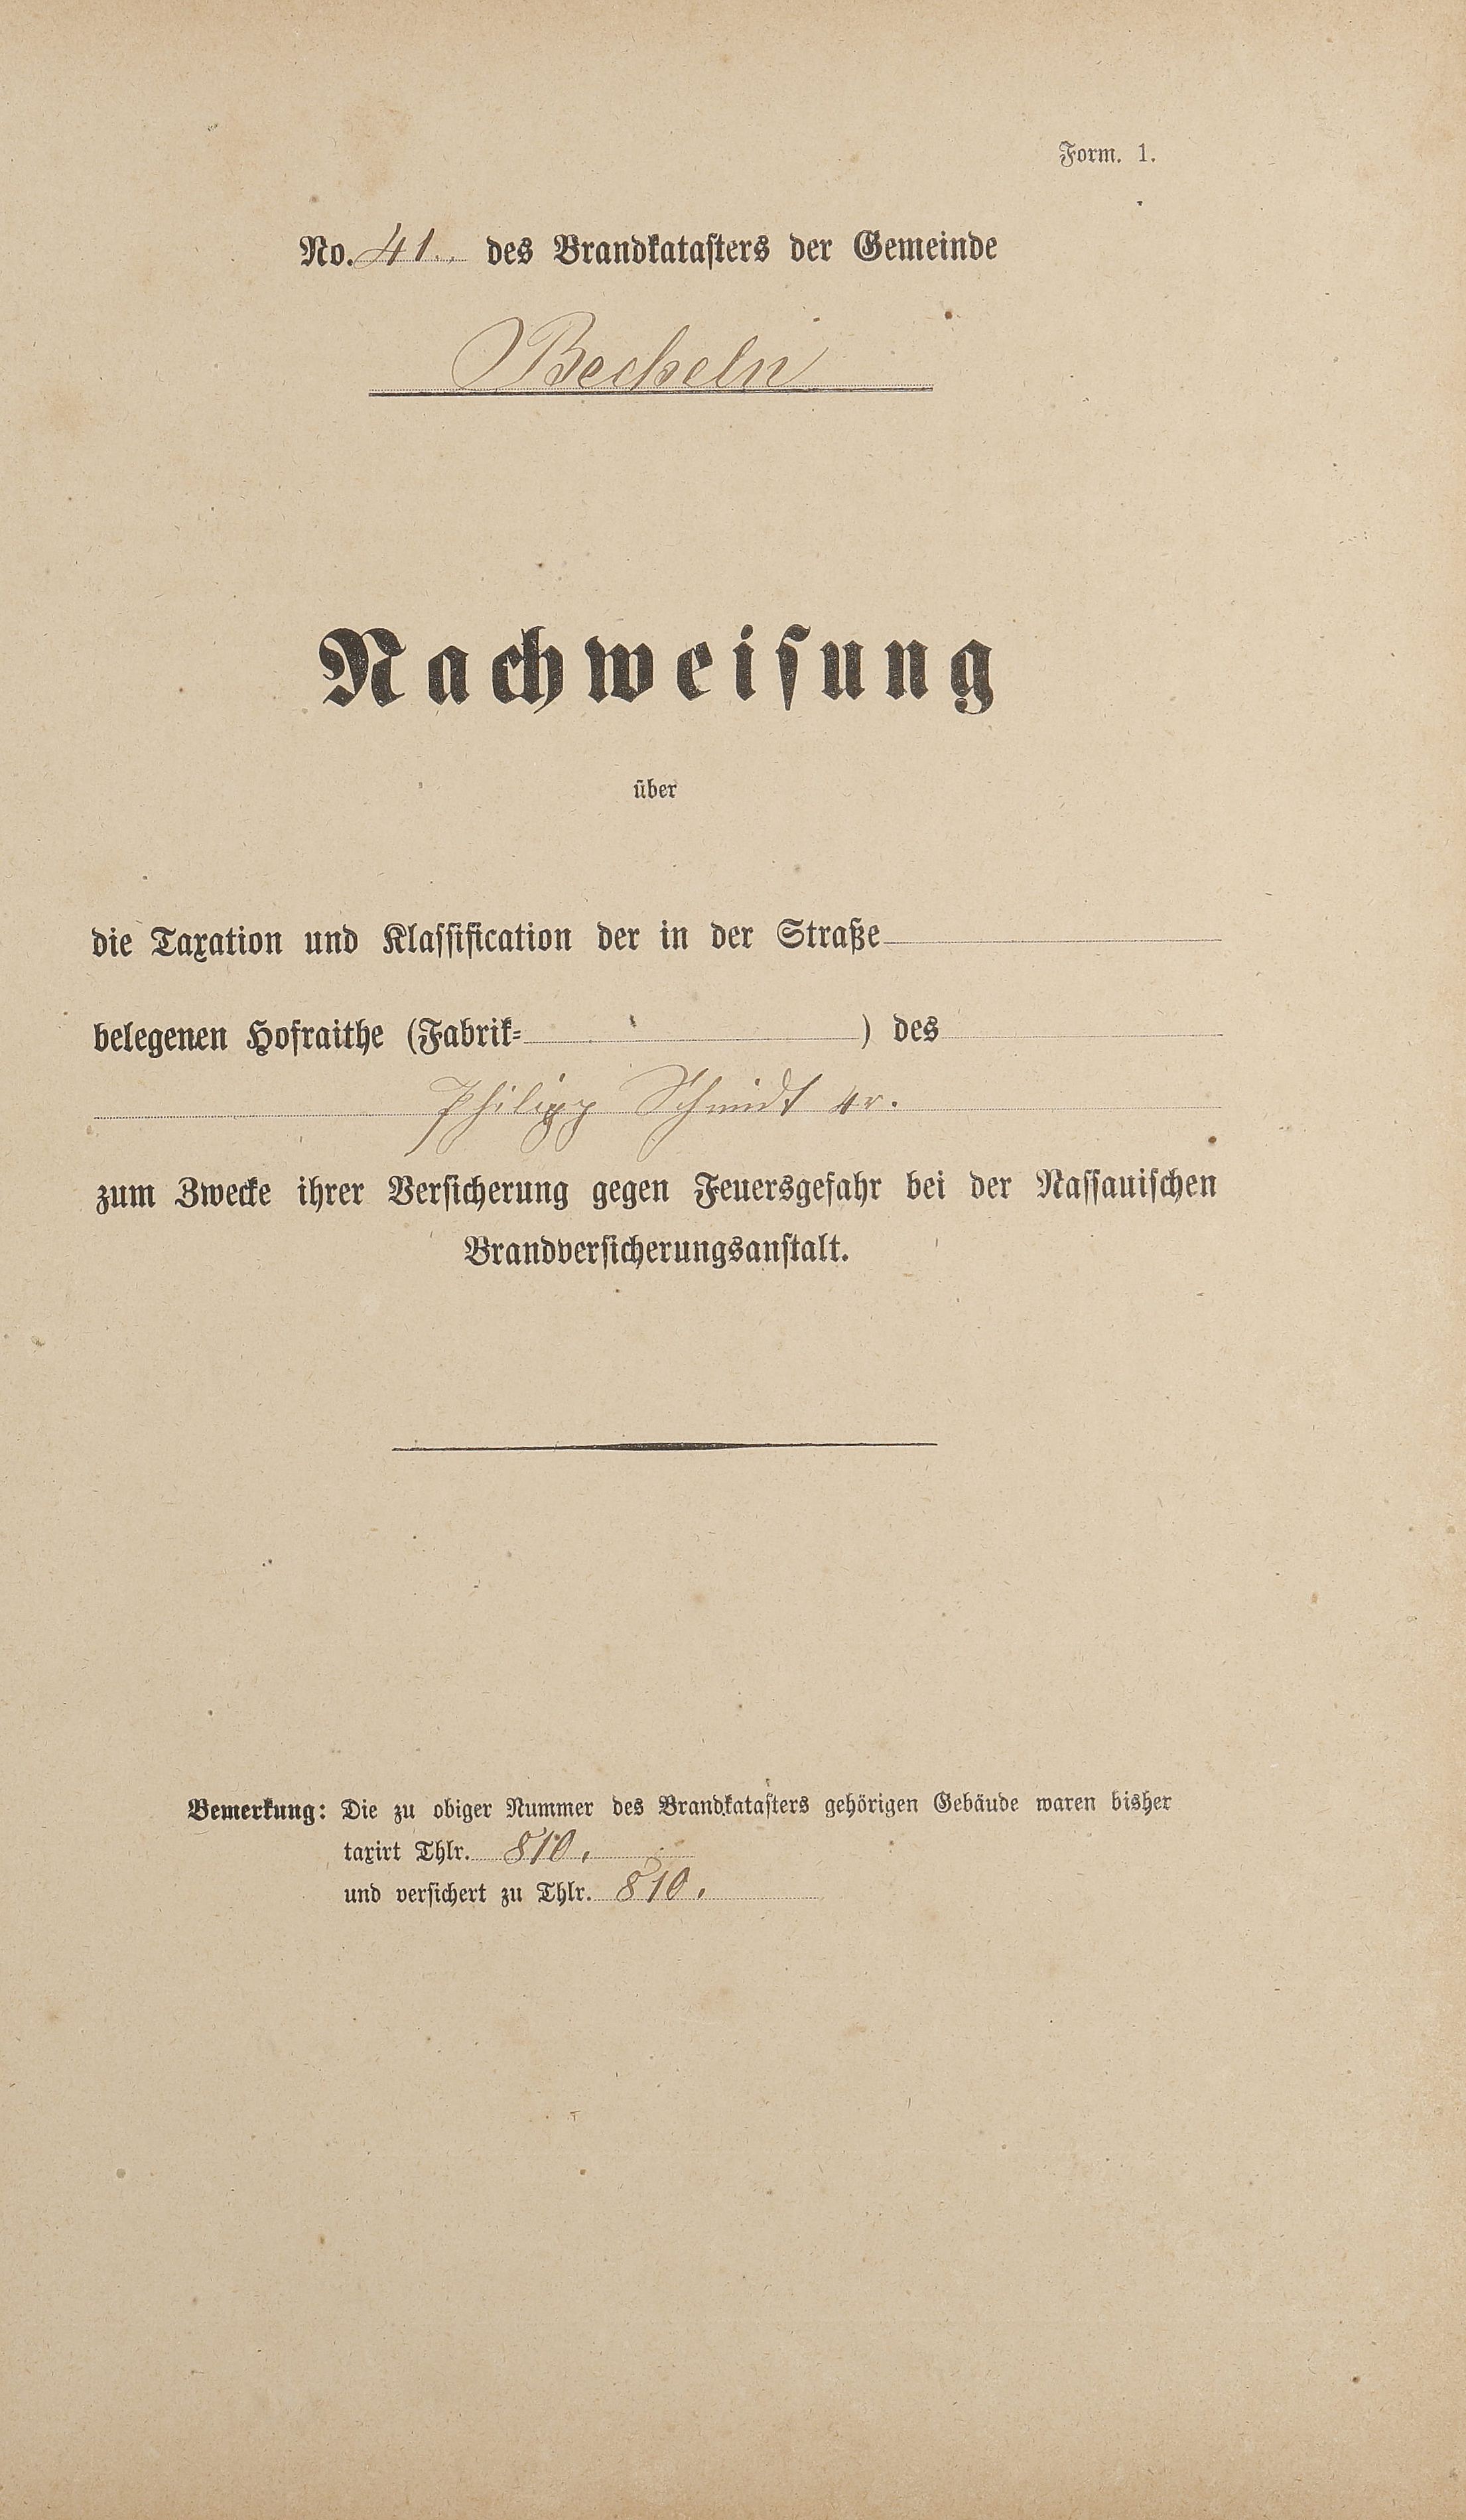 Form. 1.
No. 41. des Brandkatasters der Gemeinde
Becheln
Nachweisung
über
die Taxation und Klassification der in der Straße
belegenen Hofraithe (Fabrik= ) des
Philipp Schmidt 4r.
zum Zwecke ihrer Versicherung gegen Feuersgefahr bei der Nassauischen
Brandversicherungsanstalt.
Bemerkung: Die zu obiger Nummer des Brandkatasters gehörigen Gebäude waren bisher
taxirt Thlr. 810.
und versichert zu Thlr. 810.